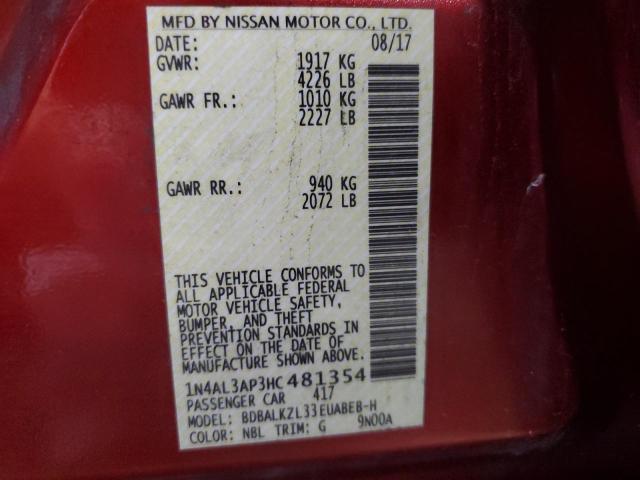 MFD BY NISSAN MOTOR CO., LTD.
DATE: 08/17
GVWR: 1917 KG
4226 LB
GAWR FR.: 1010 KG
2227 LB
GAWR RR.: 940 KG
2072 LB
THIS VEHICLE CONFORMS TO
ALL APPLICABLE FEDERAL
MOTOR VEHICLE SAFETY,
BUMPER, AND THEFT
PREVENTION STANDARDS IN
EFFECT ON THE DATE OF
MANUFACTURE SHOWN ABOVE.
1N4AL3AP3HC481354
PASSENGER CAR 417
MODEL: BDBALKZL33EUABEB-H
COLOR: NBL TRIM: G 9N00A